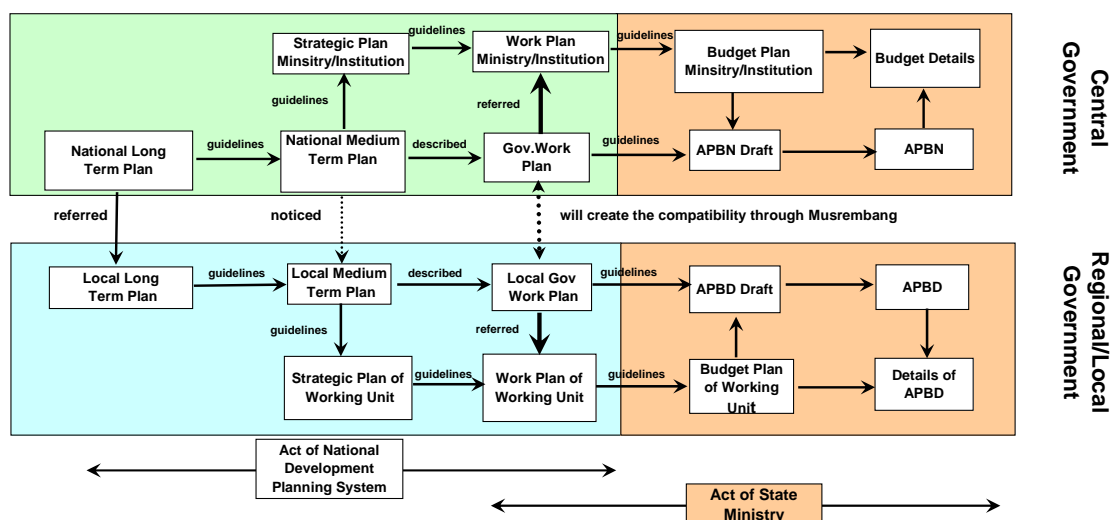 guidelines
guidelines
Strategic Plan
Minsitry/Institution
Work Plan
Ministry/Institution
Budget Plan
Minsitry/Institution
Budget Details
Central
Government
guidelines
referred
National Long
Term Plan
guidelines
National Medium
Term Plan
described
Gov.Work
Plan
guidelines
APBN Draft
APBN
referred
noticed
will create the compatibility through Musrembang
Local Long
Term Plan
guidelines
Local Medium
Term Plan
described
Local Gov
Work Plan
guidelines
APBD Draft
APBD
Regional/Local
Government
guidelines
referred
Strategic Plan of
Working Unit
guidelines
Work Plan of
Working Unit
guidelines
Budget Plan
of Working
Unit
Details of
APBD
Act of National
Development
Planning System
Act of State
Ministry